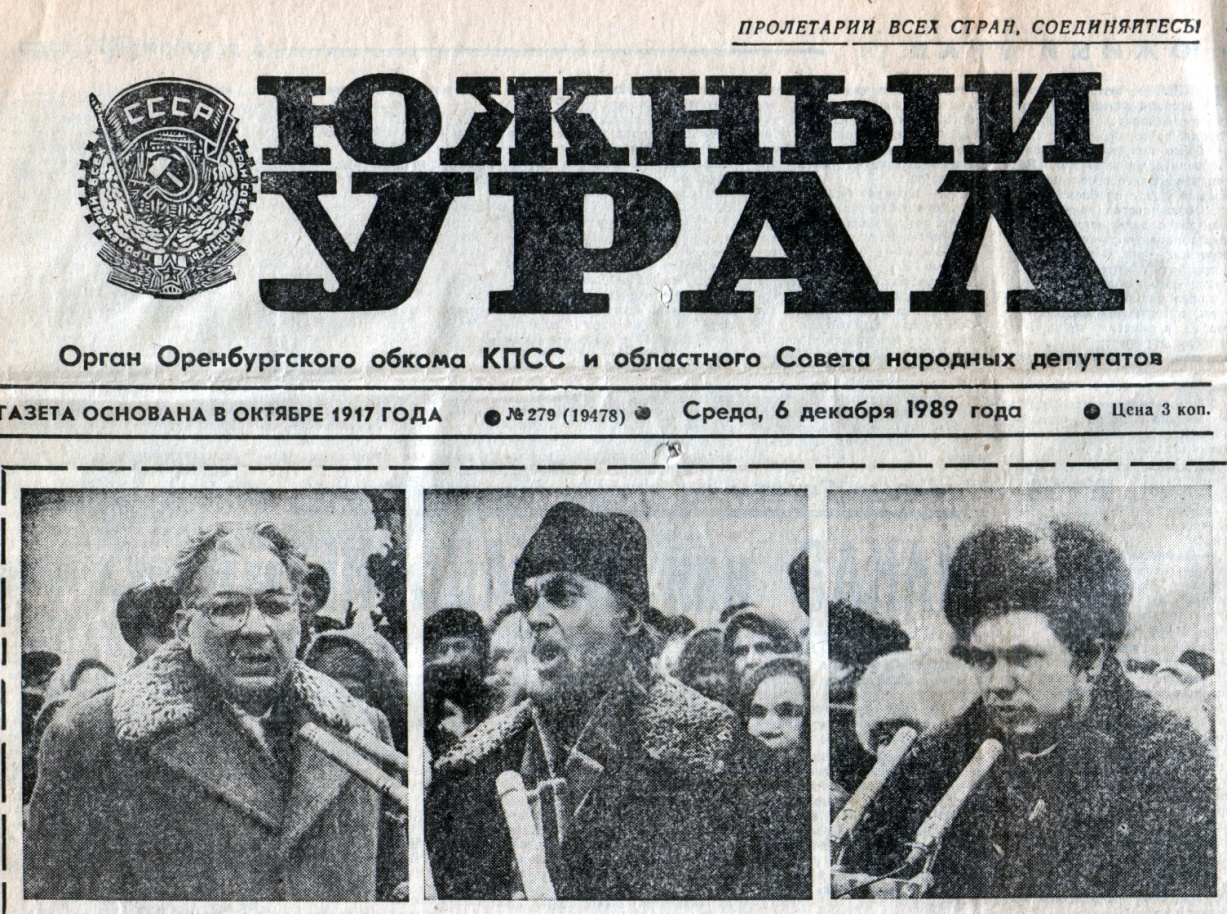 ПРОЛЕТАРИИ ВСЕХ СТРАН, СОЕДИНЯЙТЕСЬ!
СССР
ЮЖНЫЙ
УРАЛ
Орган Оренбургского обкома КПСС и областного Совета народных депутатов
ГАЗЕТА ОСНОВАНА В ОКТЯБРЕ 1917 ГОДА ● № 279 (19478) ● Среда, 6 декабря 1989 года ● Цена 3 коп.